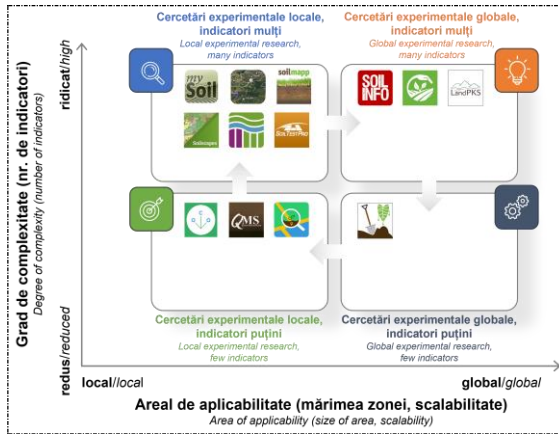 Cercetări experimentale locale,
indicatori mulți
Local experimental research,
many indicators
Cercetări experimentale globale,
indicatori mulți
Global experimental research,
many indicators
Grad de complexitate (nr. de indicatori)
Degree of complexity (number of indicators)
ridicat/high
redus/reduced
my
Soil
soilmapp
Soilscapes
SOILTESTPRO
SOIL
INFO
LandPKS
QMS
Cercetări experimentale locale,
indicatori puțini
Local experimental research,
few indicators
Cercetări experimentale globale,
indicatori puțini
Global experimental research,
few indicators
local/local
global/global
Areal de aplicabilitate (mărimea zonei, scalabilitate)
Area of applicability (size of area, scalability)